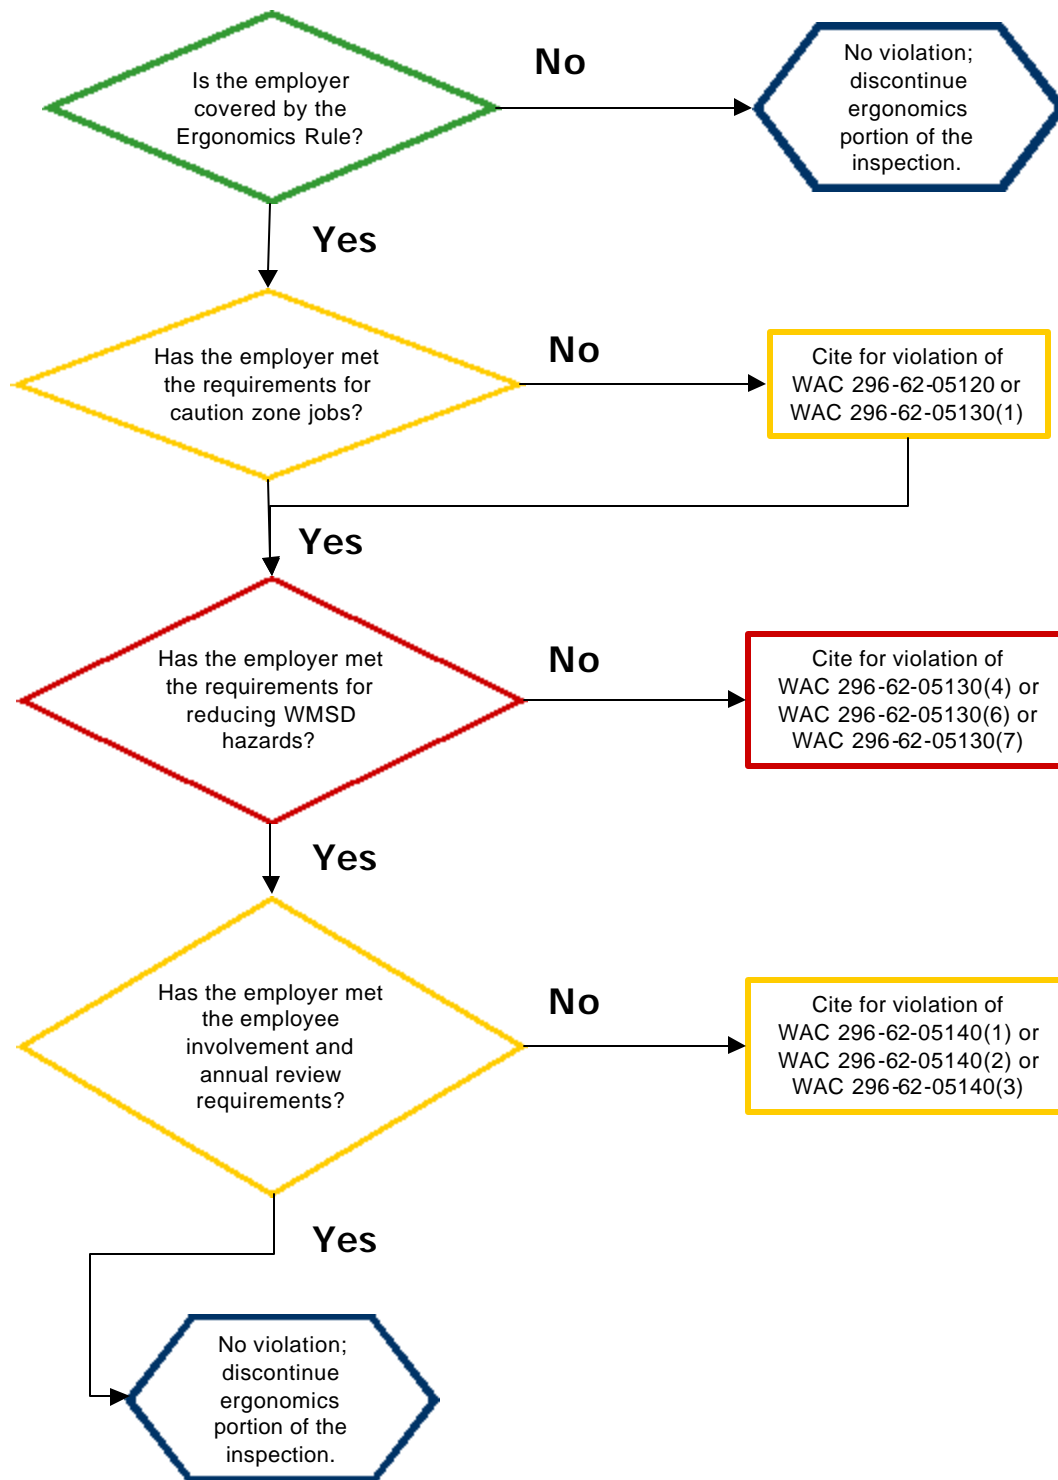 Is the employer
covered by the
Ergonomics Rule?
No
No violation;
discontinue
ergonomics
portion of the
inspection.
Yes
Has the employer met
the requirements for
caution zone jobs?
No
Cite for violation of
WAC 296-62-05120 or
WAC 296-62-05130(1)
Yes
Has the employer met
the requirements for
reducing WMSD
hazards?
No
Cite for violation of
WAC 296-62-05130(4) or
WAC 296-62-05130(6) or
WAC 296-62-05130(7)
Yes
Has the employer met
the employee
involvement and
annual review
requirements?
No
Cite for violation of
WAC 296-62-05140(1) or
WAC 296-62-05140(2) or
WAC 296-62-05140(3)
Yes
No violation;
discontinue
ergonomics
portion of the
inspection.